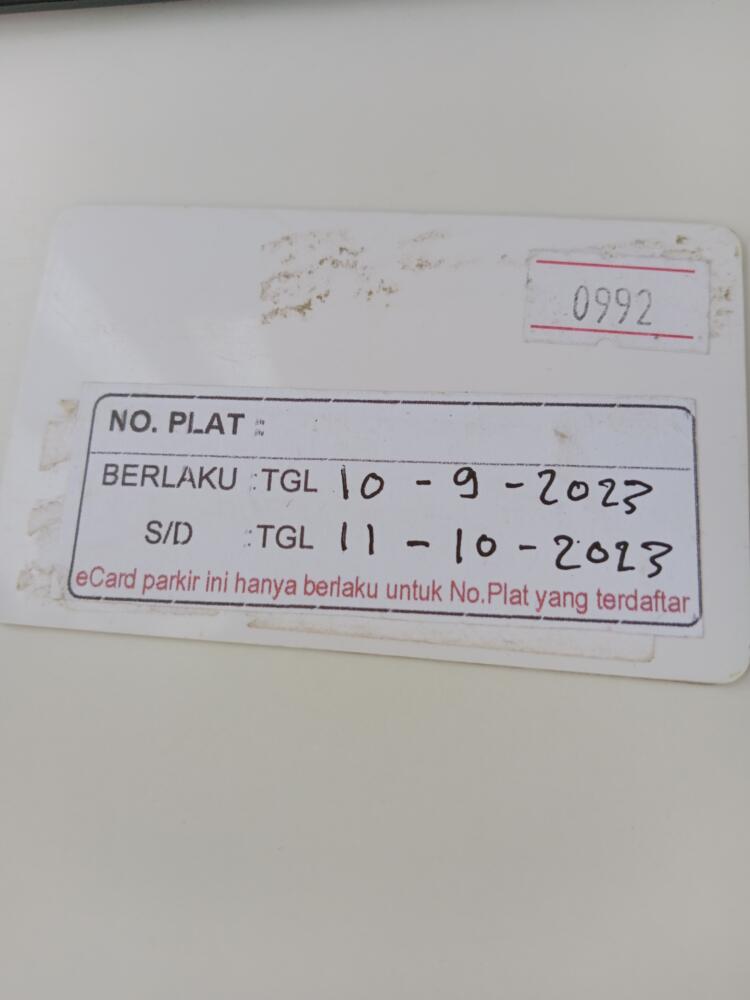 0992
NO. PLAT :
BERLAKU : TGL 10 - 9 - 2023
S/D : TGL 11 - 10 - 2023
eCard parkir ini hanya berlaku untuk No.Plat yang terdaftar